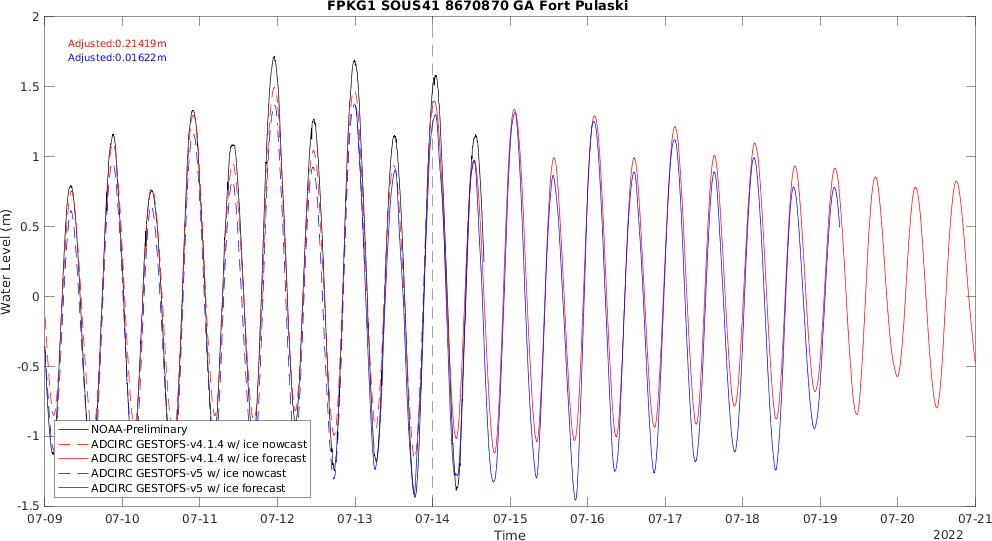 FPKG1 SOUS41 8670870 GA Fort Pulaski
Adjusted:0.21419m
Adjusted:0.01622m
Water Level (m)
2
1.5
1
0.5
0
-0.5
-1
-1.5
NOAA-Preliminary
ADCIRC GESTOFS-v4.1.4 w/ ice nowcast
ADCIRC GESTOFS-v4.1.4 w/ ice forecast
ADCIRC GESTOFS-v5 w/ ice nowcast
ADCIRC GESTOFS-v5 w/ ice forecast
07-09 07-10 07-11 07-12 07-13 07-14 07-15 07-16 07-17 07-18 07-19 07-20 07-21
Time
2022